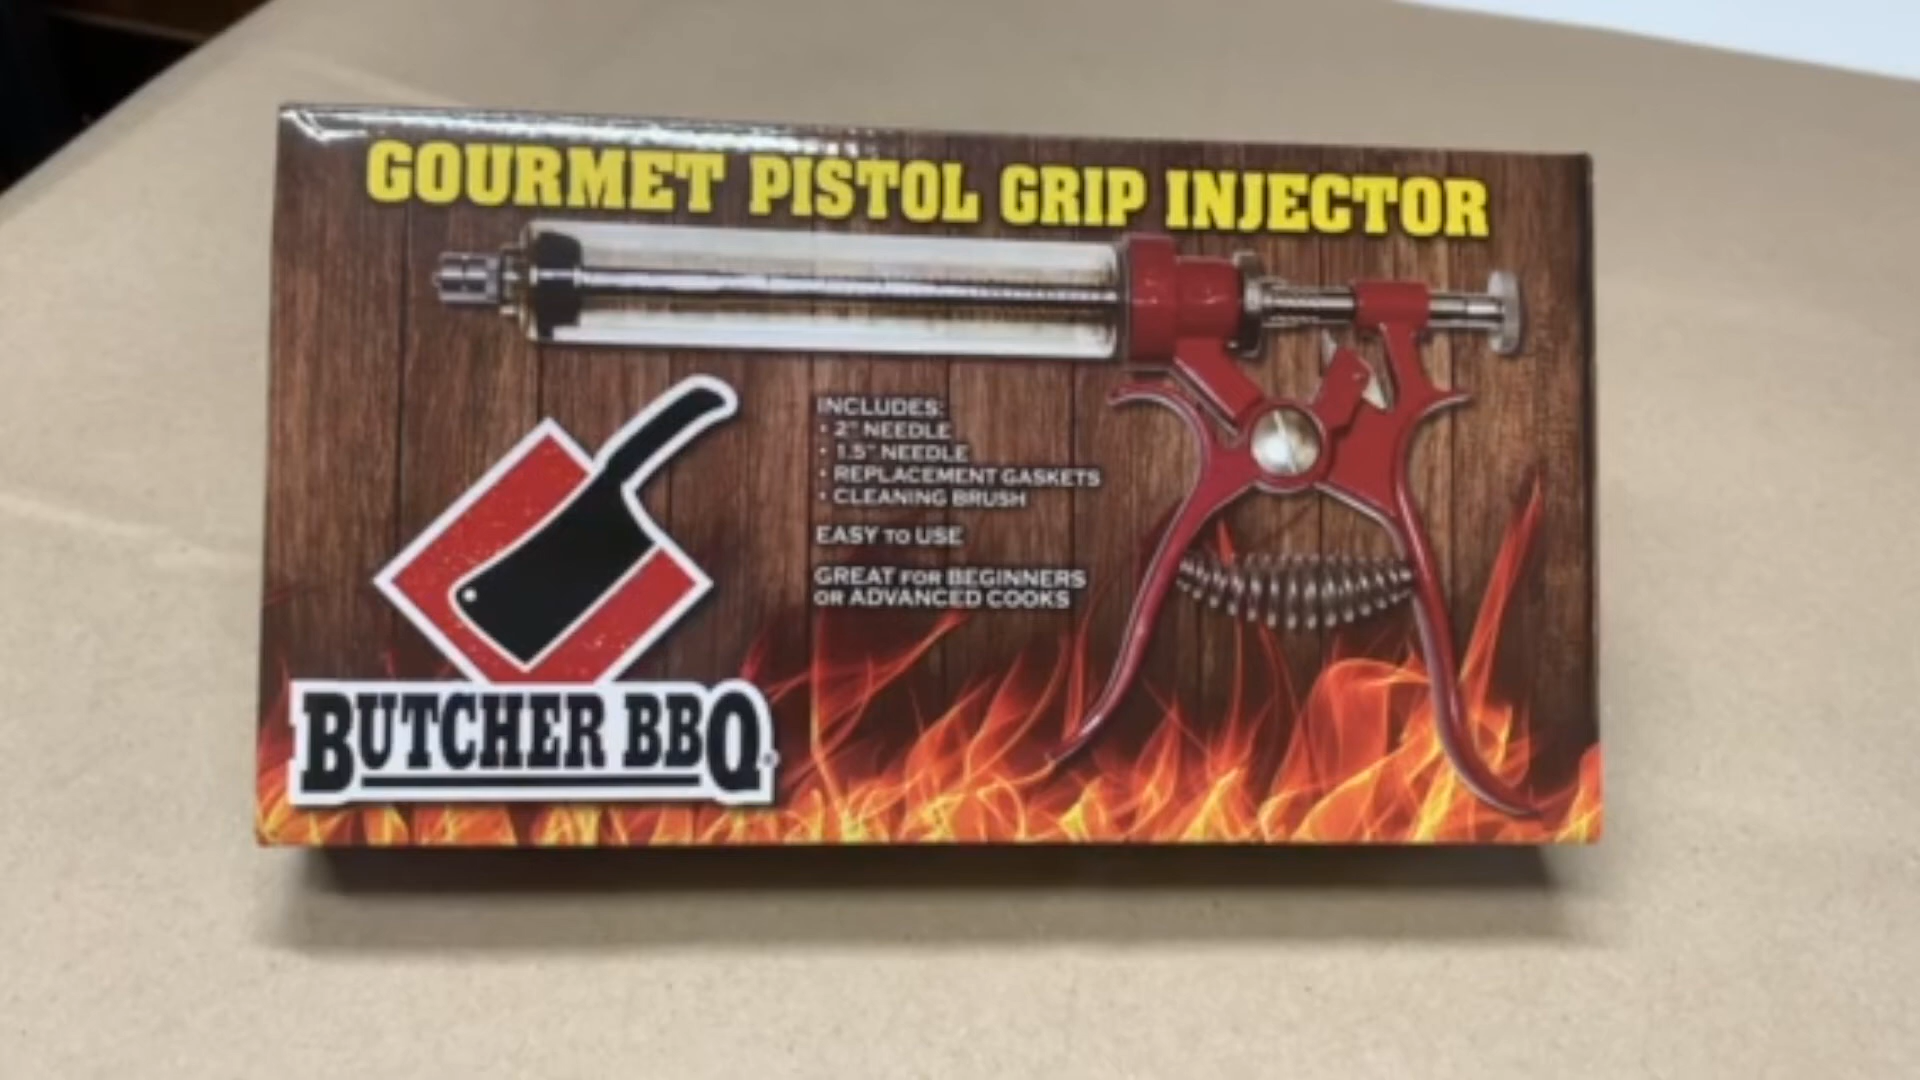 GOURMET PISTOL GRIP INJECTOR
INCLUDES:
• 2" NEEDLE
• 1.5" NEEDLE
• REPLACEMENT GASKETS
• CLEANING BRUSH
EASY TO USE
GREAT FOR BEGINNERS
OR ADVANCED COOKS
BUTCHER BBQ